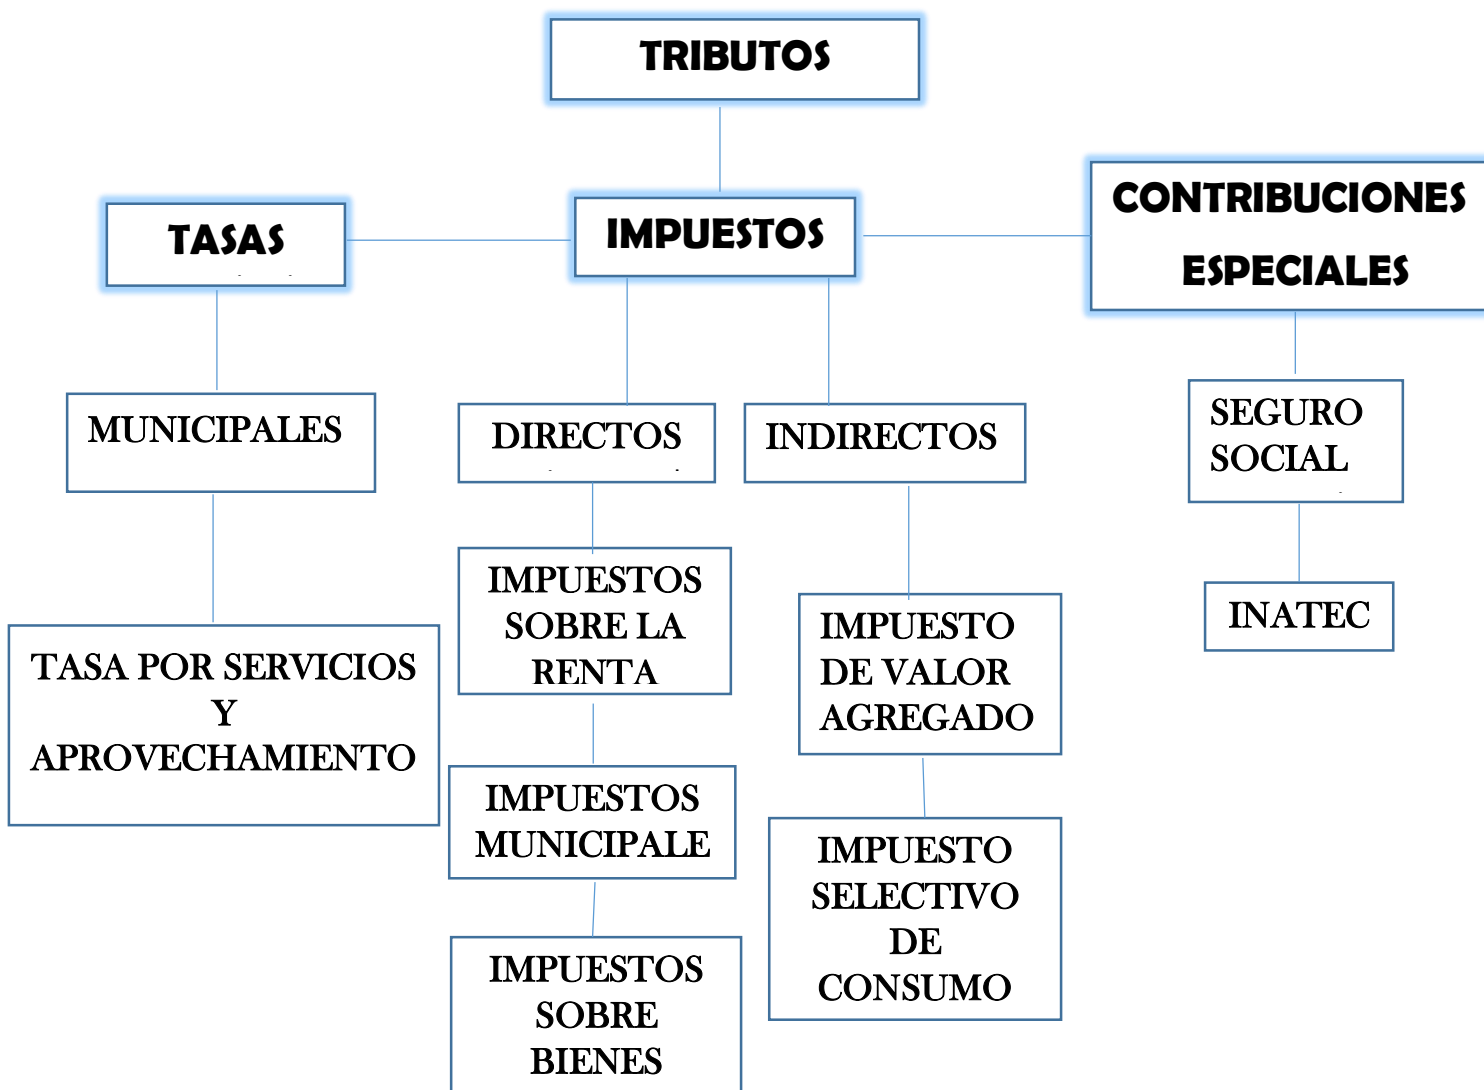 TRIBUTOS
TASAS
IMPUESTOS
CONTRIBUCIONES
ESPECIALES
MUNICIPALES
DIRECTOS
INDIRECTOS
SEGURO
SOCIAL
TASA POR SERVICIOS
Y
APROVECHAMIENTO
IMPUESTOS
SOBRE LA
RENTA
IMPUESTO
DE VALOR
AGREGADO
INATEC
IMPUESTOS
MUNICIPALE
IMPUESTO
SELECTIVO
DE
CONSUMO
IMPUESTOS
SOBRE
BIENES